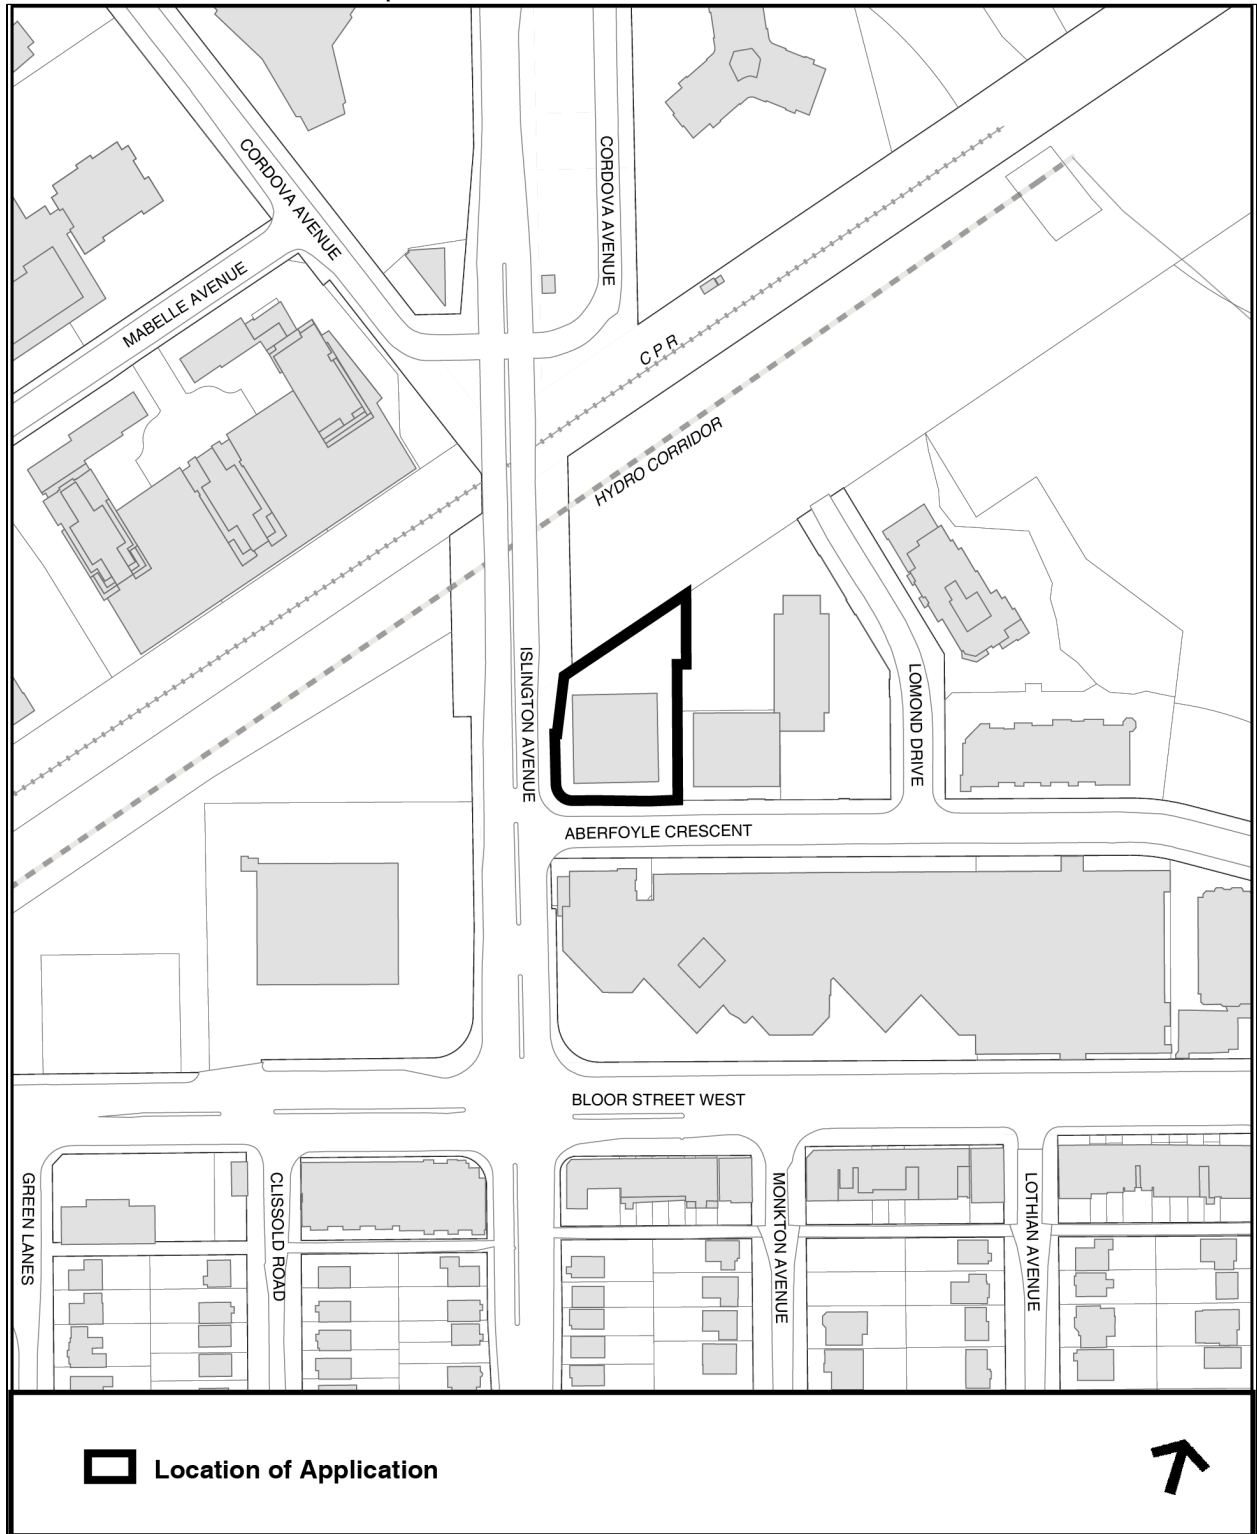 CORDOVA AVENUE
CORDOVA AVENUE
MABELLE AVENUE
CPR
HYDRO CORRIDOR
ISLINGTON AVENUE
LOMOND DRIVE
ABERFOYLE CRESCENT
BLOOR STREET WEST
GREEN LANES
CLISSOLD ROAD
MONKTON AVENUE
LOTHIAN AVENUE
Location of Application